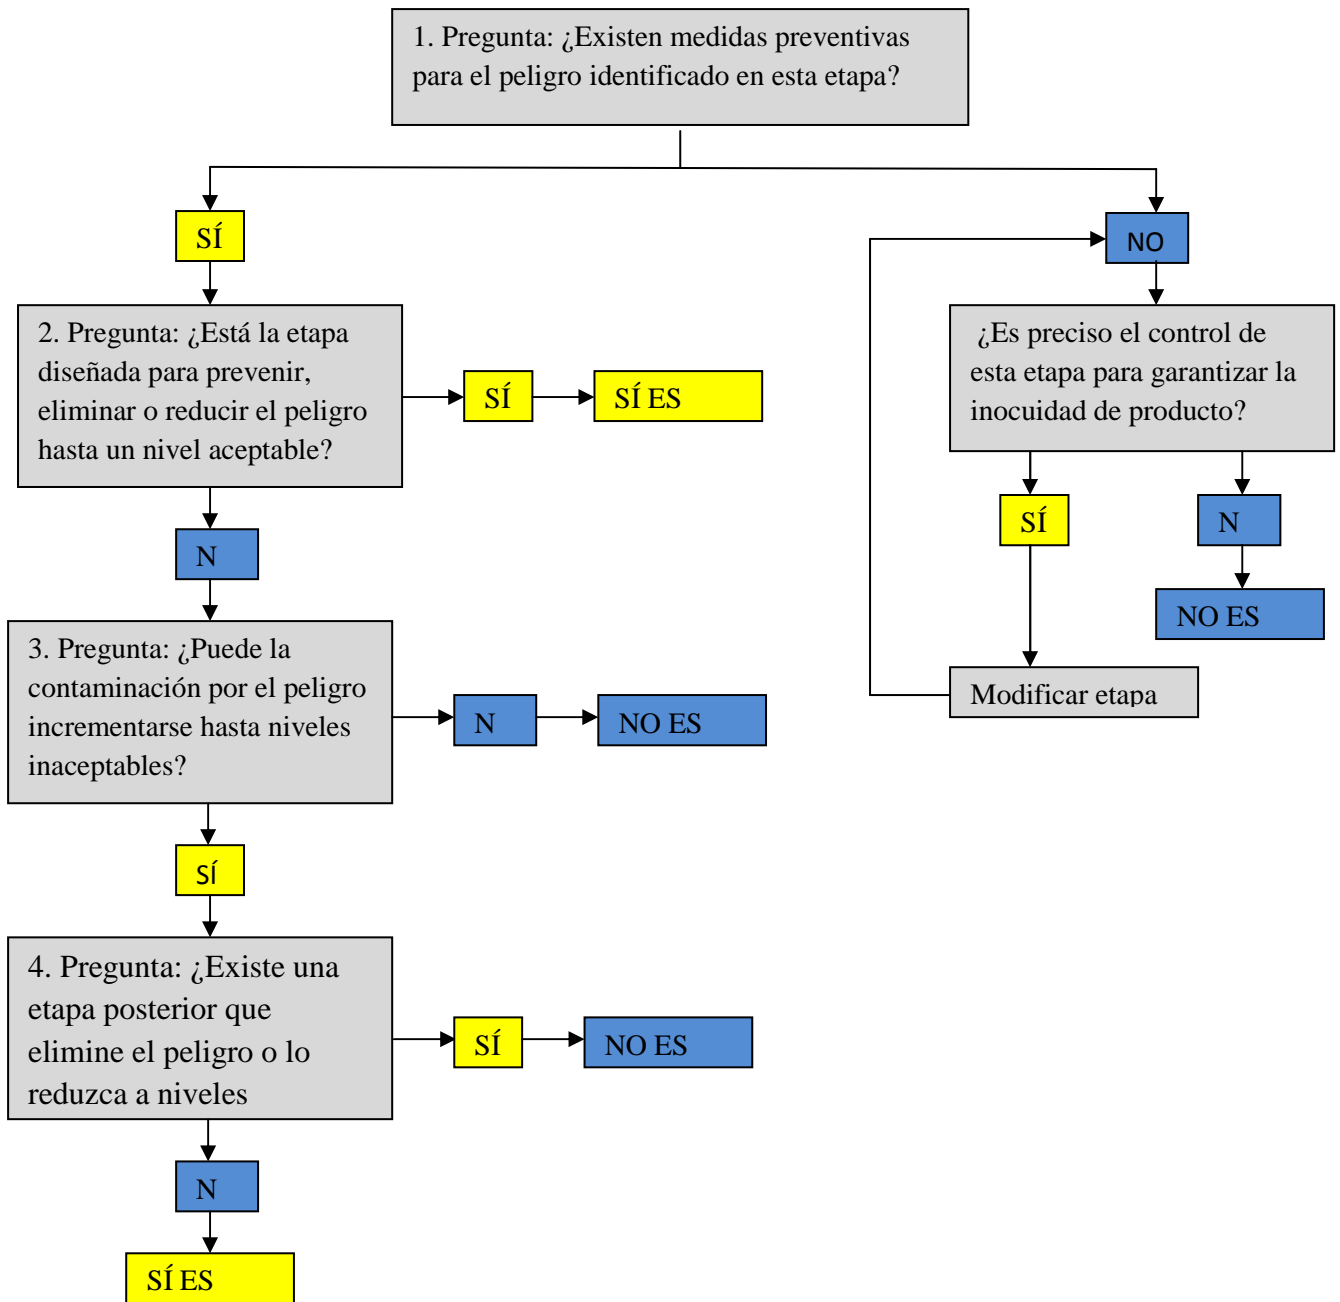 1. Pregunta: ¿Existen medidas preventivas
para el peligro identificado en esta etapa?
SÍ
NO
2. Pregunta: ¿Está la etapa
diseñada para prevenir,
eliminar o reducir el peligro
hasta un nivel aceptable?
SÍ
SÍ ES
¿Es preciso el control de
esta etapa para garantizar la
inocuidad de producto?
SÍ
N
NO ES
Modificar etapa
N
3. Pregunta: ¿Puede la
contaminación por el peligro
incrementarse hasta niveles
inaceptables?
N
NO ES
SÍ
4. Pregunta: ¿Existe una
etapa posterior que
elimine el peligro o lo
reduzca a niveles
SÍ
NO ES
N
SÍ ES